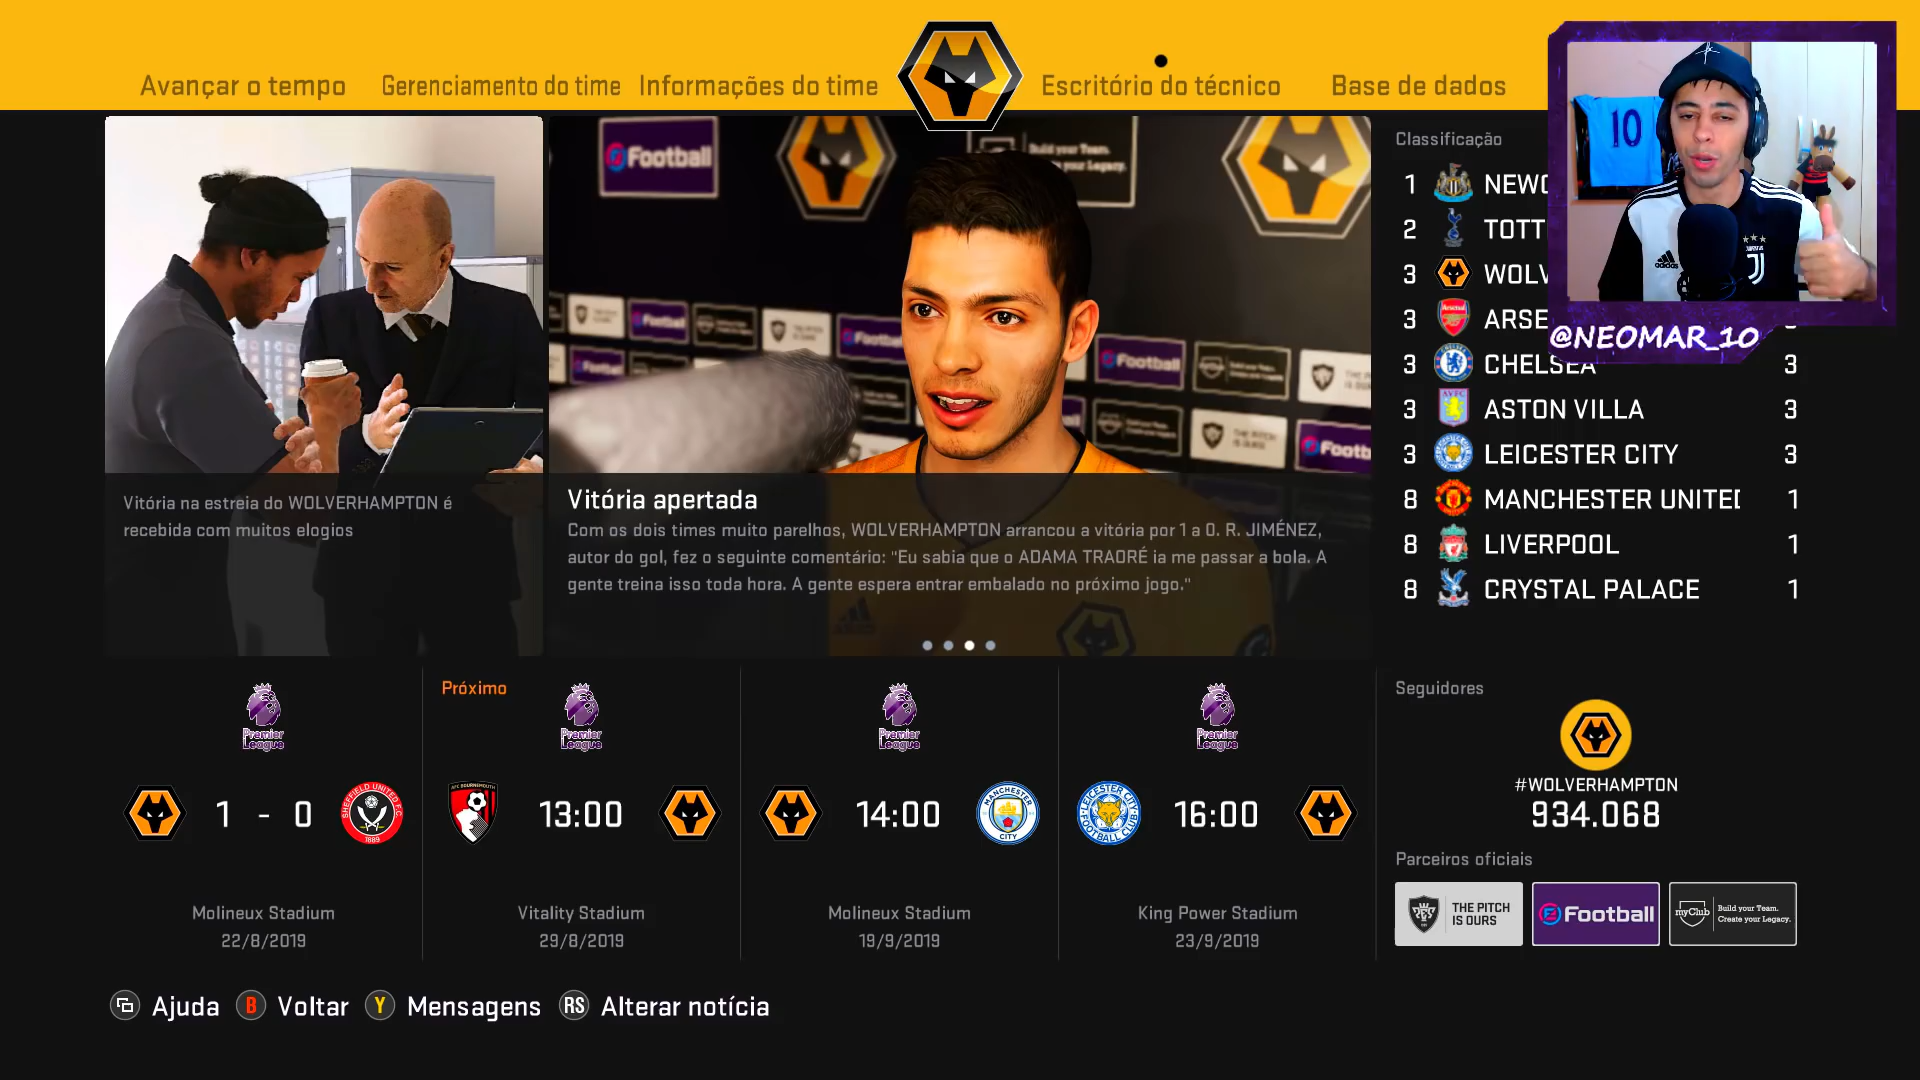 Avançar o tempo
Gerenciamento do time
Informações do time
Escritório do técnico
Base de dados
10
@NEOMAR_10
Football
Build your Team.
your Legacy.
Vitória na estreia do WOLVERHAMPTON é
recebida com muitos elogios
Vitória apertada
Com os dois times muito parelhos, WOLVERHAMPTON arrancou a vitória por 1 a 0. R. JIMÉNEZ,
autor do gol, fez o seguinte comentário: "Eu sabia que o ADAMA TRAORÉ ia me passar a bola. A
gente treina isso toda hora. A gente espera entrar embalado no próximo jogo."
Classificação
1 NEWC
2 TOTT
3 WOLV
3 ARSE
3 CHELSEA 3
3 ASTON VILLA 3
3 LEICESTER CITY 3
8 MANCHESTER UNITED 1
8 LIVERPOOL 1
8 CRYSTAL PALACE 1
Premier
League
1 - 0
Molineux Stadium
22/8/2019
Próximo
Premier
League
13:00
Vitality Stadium
29/8/2019
Premier
League
14:00
Molineux Stadium
19/9/2019
Premier
League
16:00
King Power Stadium
23/9/2019
Seguidores
#WOLVERHAMPTON
934.068
Parceiros oficiais
THE PITCH
IS OURS
Football
myClub
Build your Team.
Create your Legacy.
Ajuda
B Voltar
Y Mensagens
RS Alterar notícia